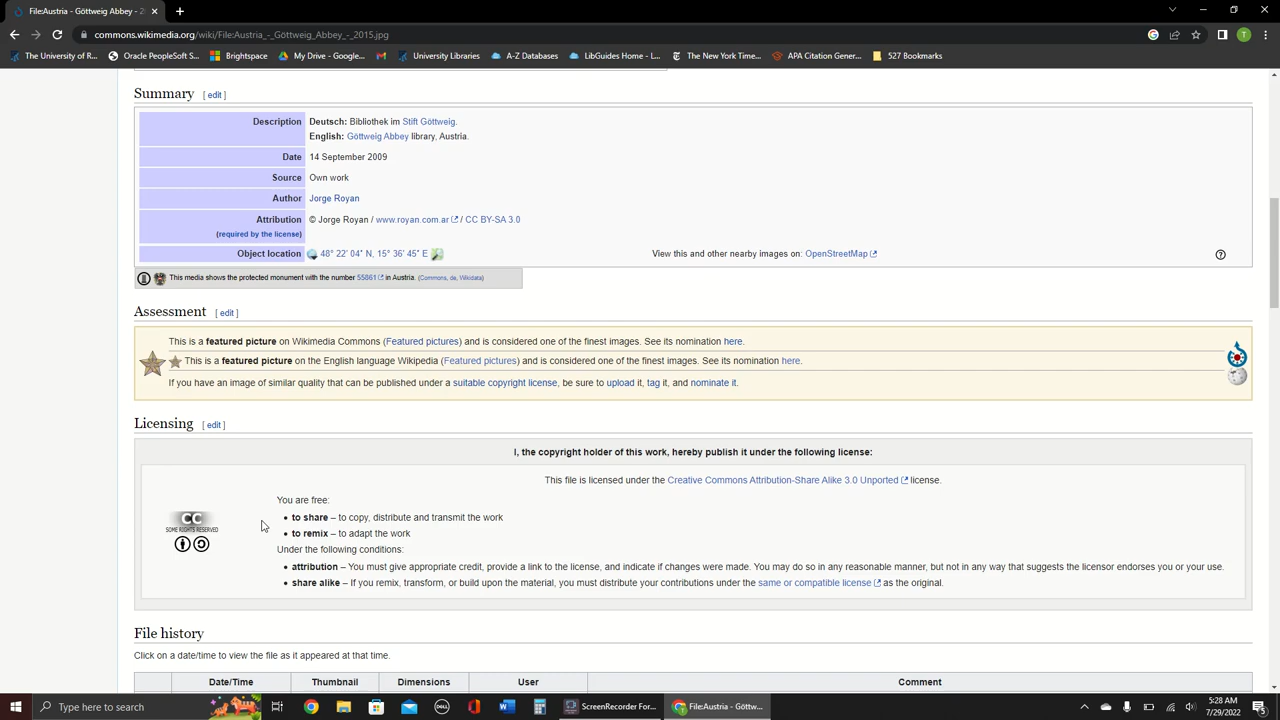 File:Austria - Göttweig Abbey - 2
commons.wikimedia.org/wiki/File:Austria_-_Göttweig_Abbey_-_2015.jpg
T
The University of R...
Oracle PeopleSoft S...
Brightspace
My Drive - Google...
University Libraries
A-Z Databases
LibGuides Home - L...
The New York Time...
APA Citation Gener...
527 Bookmarks
Summary [ edit ]
Description
Deutsch: Bibliothek im Stift Göttweig.
English: Göttweig Abbey library, Austria.
Date
14 September 2009
Source
Own work
Author
Jorge Royan
Attribution
(required by the license)
© Jorge Royan / www.royan.com.ar / CC BY-SA 3.0
Object location
48° 22′ 04″ N, 15° 36′ 45″ E
View this and other nearby images on: OpenStreetMap
This media shows the protected monument with the number 55861 in Austria. (Commons, de, Wikidata)
Assessment [ edit ]
This is a featured picture on Wikimedia Commons (Featured pictures) and is considered one of the finest images. See its nomination here.
This is a featured picture on the English language Wikipedia (Featured pictures) and is considered one of the finest images. See its nomination here.
If you have an image of similar quality that can be published under a suitable copyright license, be sure to upload it, tag it, and nominate it.
Licensing [ edit ]
I, the copyright holder of this work, hereby publish it under the following license:
This file is licensed under the Creative Commons Attribution-Share Alike 3.0 Unported license.
CC
SOME RIGHTS RESERVED
You are free:
• to share – to copy, distribute and transmit the work
• to remix – to adapt the work
Under the following conditions:
• attribution – You must give appropriate credit, provide a link to the license, and indicate if changes were made. You may do so in any reasonable manner, but not in any way that suggests the licensor endorses you or your use.
• share alike – If you remix, transform, or build upon the material, you must distribute your contributions under the same or compatible license as the original.
File history
Click on a date/time to view the file as it appeared at that time.
Date/Time
Thumbnail
Dimensions
User
Comment
Type here to search
DELL
W
ScreenRecorder For...
File:Austria - Göttw...
5:28 AM
7/29/2022
5